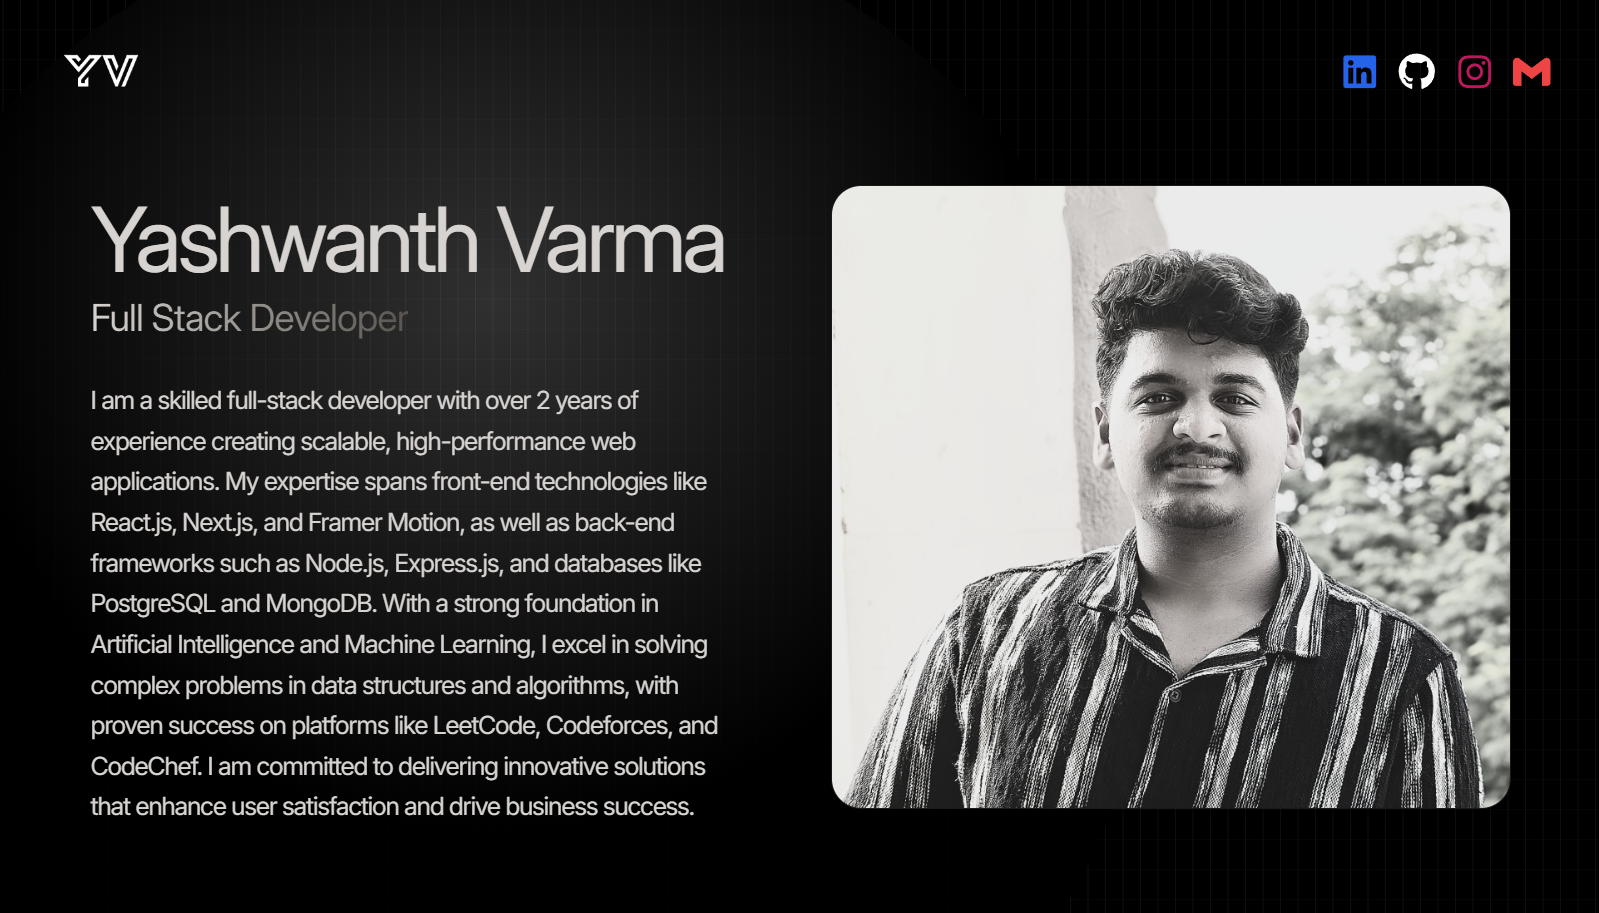 YV
Yashwanth Varma
Full Stack Developer
I am a skilled full-stack developer with over 2 years of
experience creating scalable, high-performance web
applications. My expertise spans front-end technologies like
React.js, Next.js, and Framer Motion, as well as back-end
frameworks such as Node.js, Express.js, and databases like
PostgreSQL and MongoDB. With a strong foundation in
Artificial Intelligence and Machine Learning, I excel in solving
complex problems in data structures and algorithms, with
proven success on platforms like LeetCode, Codeforces, and
CodeChef. I am committed to delivering innovative solutions
that enhance user satisfaction and drive business success.